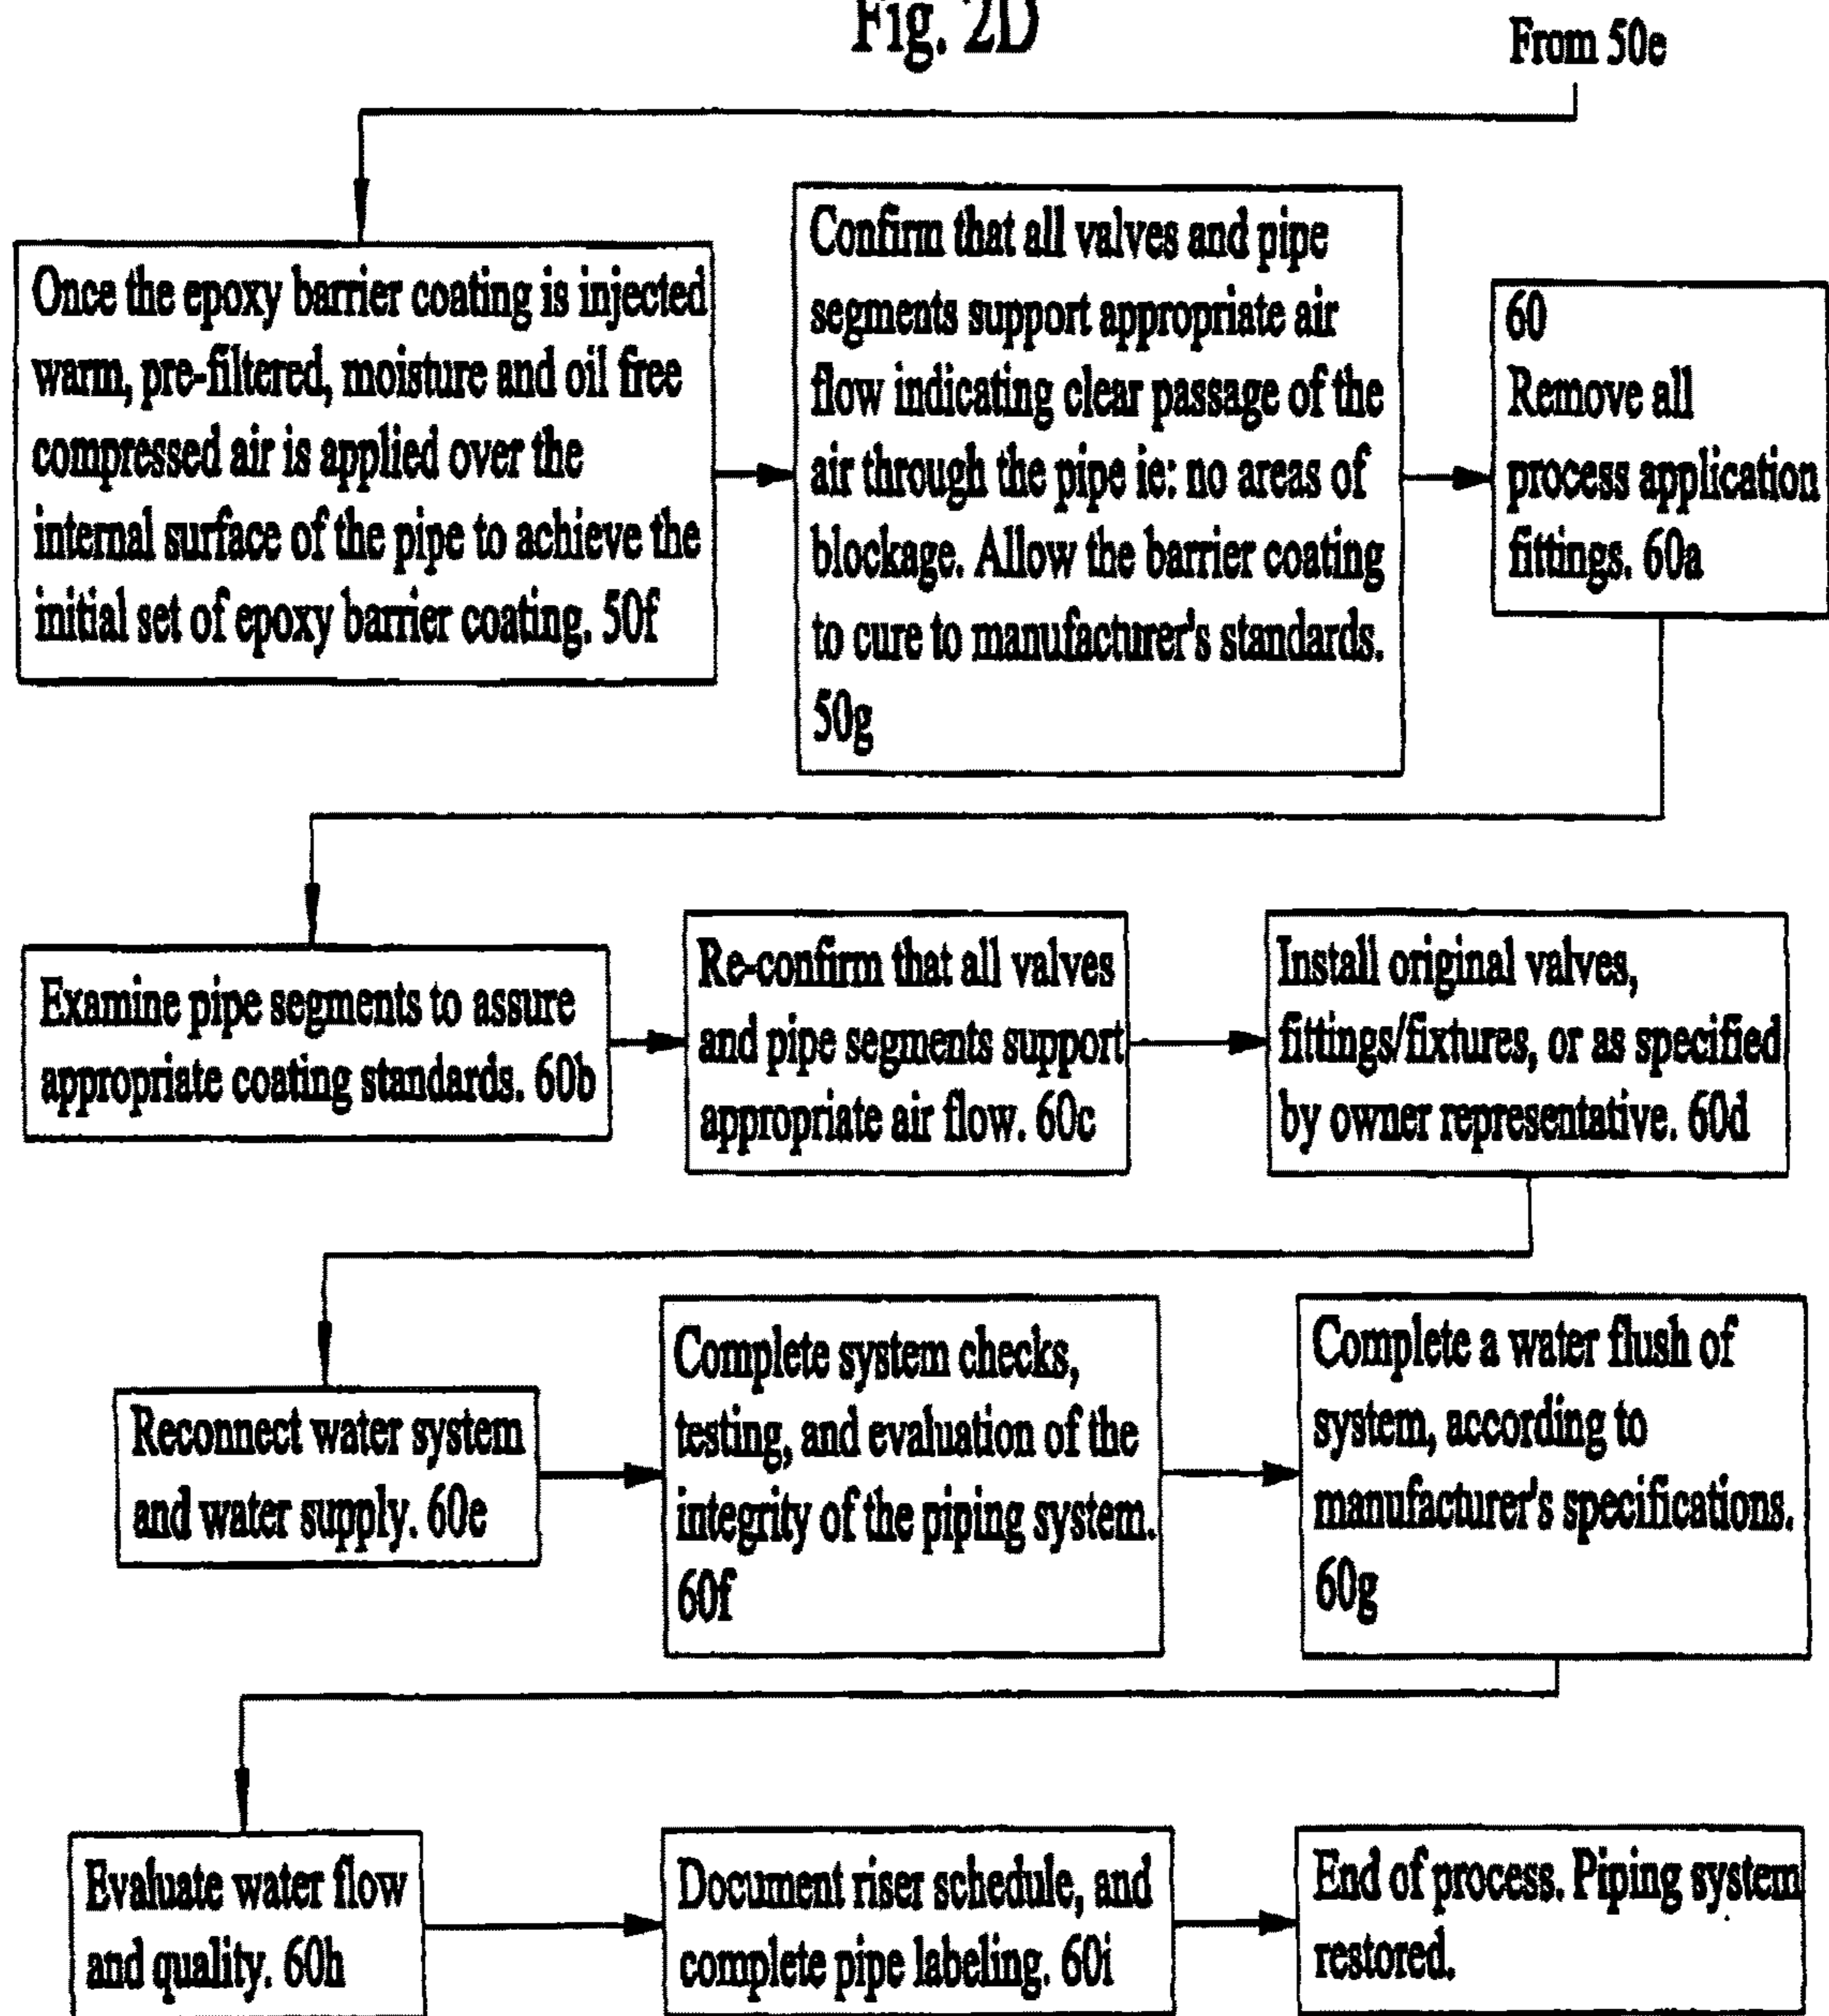 Fig. 2D
From 50e
Once the epoxy barrier coating is injected
warm, pre-filtered, moisture and oil free
compressed air is applied over the
internal surface of the pipe to achieve the
initial set of epoxy barrier coating. 50f
Confirm that all valves and pipe
segments support appropriate air
flow indicating clear passage of the
air through the pipe ie: no areas of
blockage. Allow the barrier coating
to cure to manufacturer's standards.
50g
60
Remove all
process application
fittings. 60a
Examine pipe segments to assure
appropriate coating standards. 60b
Re-confirm that all valves
and pipe segments support
appropriate air flow. 60c
Install original valves,
fittings/fixtures, or as specified
by owner representative. 60d
Reconnect water system
and water supply. 60e
Complete system checks,
testing, and evaluation of the
integrity of the piping system.
60f
Complete a water flush of
system, according to
manufacturer's specifications.
60g
Evaluate water flow
and quality. 60h
Document riser schedule, and
complete pipe labeling. 60i
End of process. Piping system
restored.